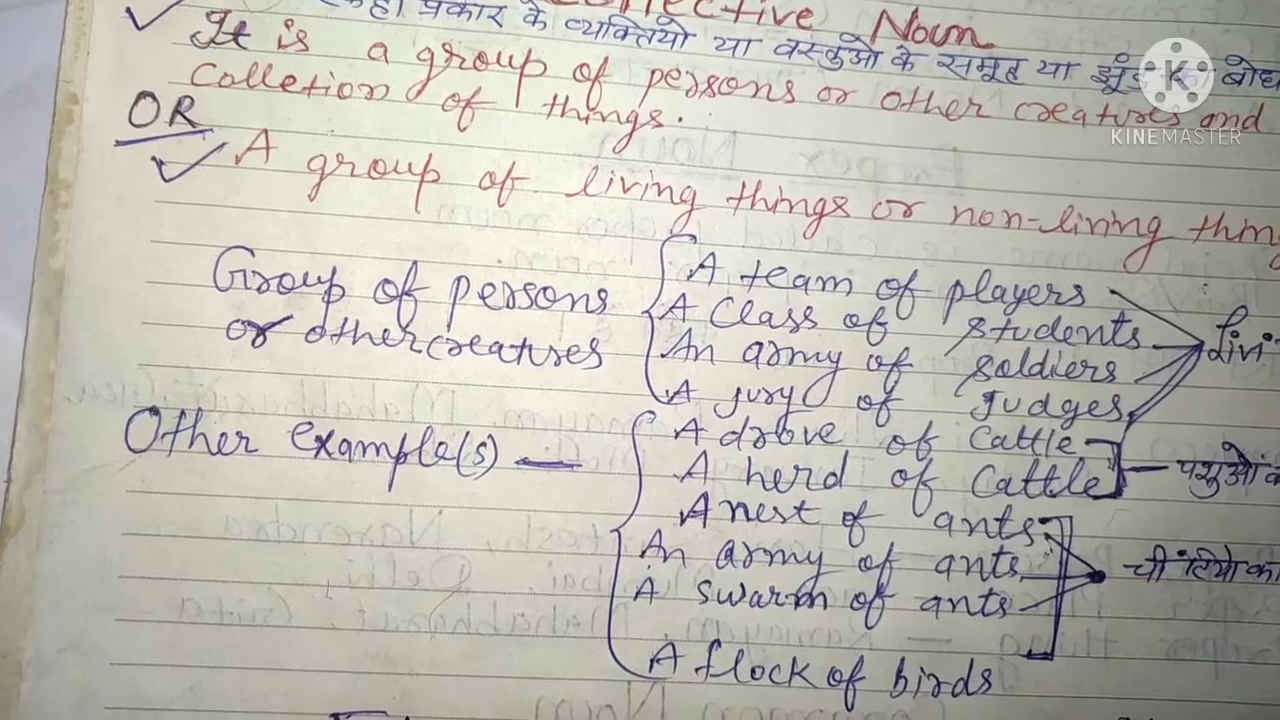 Collective Noun
प्रकार के व्यक्तियो या वस्तुओ के समूह या झुंड बोध
It is a group of persons or other creatures and
Colletion of things.
OR
A group of living things or non-living thing
Group of persons
or other creatures
A team of players
A Class of students
An army of soldiers
A jury of Judges
Livi
Other example(s) —
A drove of Cattle
A herd of Cattle
पशुओ क
A nest of ants
An army of ants
A swarm of ants
चीटियो का
A flock of birds
K
KINEMASTER